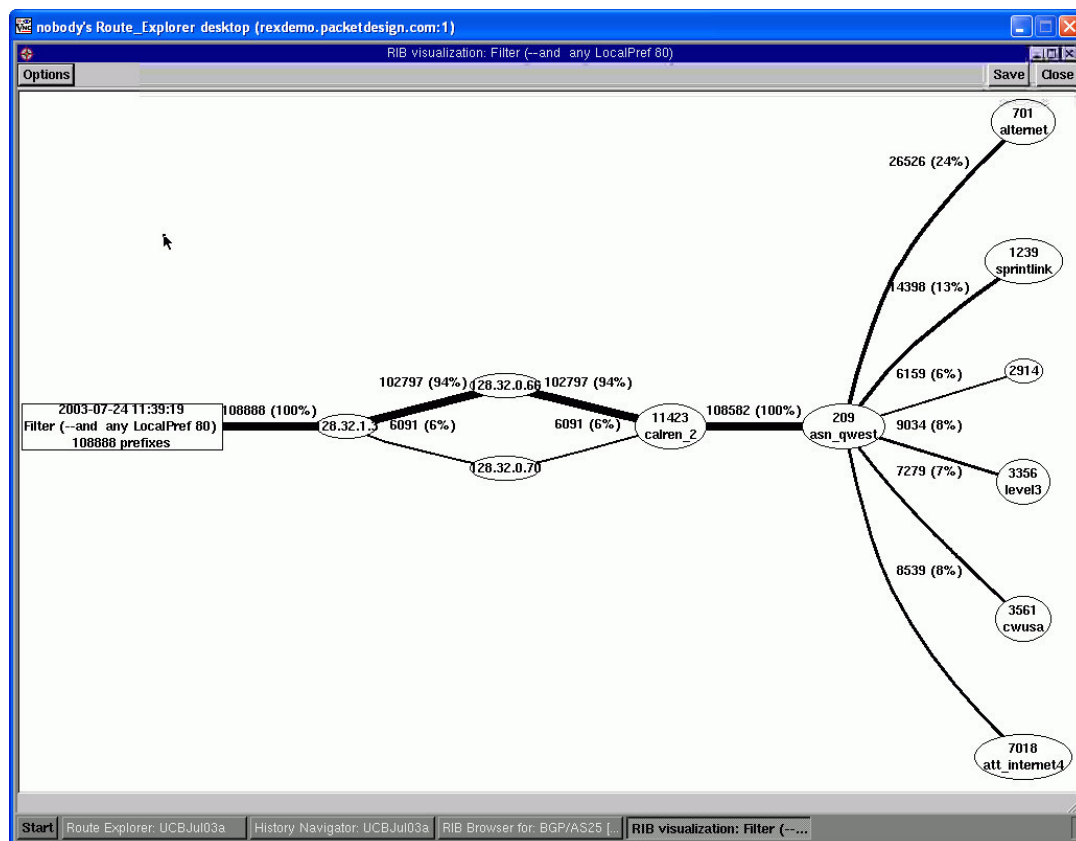 nobody's Route_Explorer desktop (rexdemo.packetdesign.com:1)
RIB visualization: Filter (--and any LocalPref 80)
Options
Save
Close
701
alternet
26526 (24%)
1239
sprintlink
14398 (13%)
2914
6159 (6%)
102797 (94%)
128.32.0.66
102797 (94%)
2003-07-24 11:39:19
Filter (--and any LocalPref 80)
108888 prefixes
108888 (100%)
28.32.1.3
6091 (6%)
6091 (6%)
11423
calren_2
108582 (100%)
209
asn_qwest
9034 (8%)
128.32.0.70
7279 (7%)
3356
level3
8539 (8%)
3561
cwusa
7018
att_internet4
Start
Route Explorer: UCBJul03a
History Navigator: UCBJul03a
RIB Browser for: BGP/AS25 [...
RIB visualization: Filter (--...